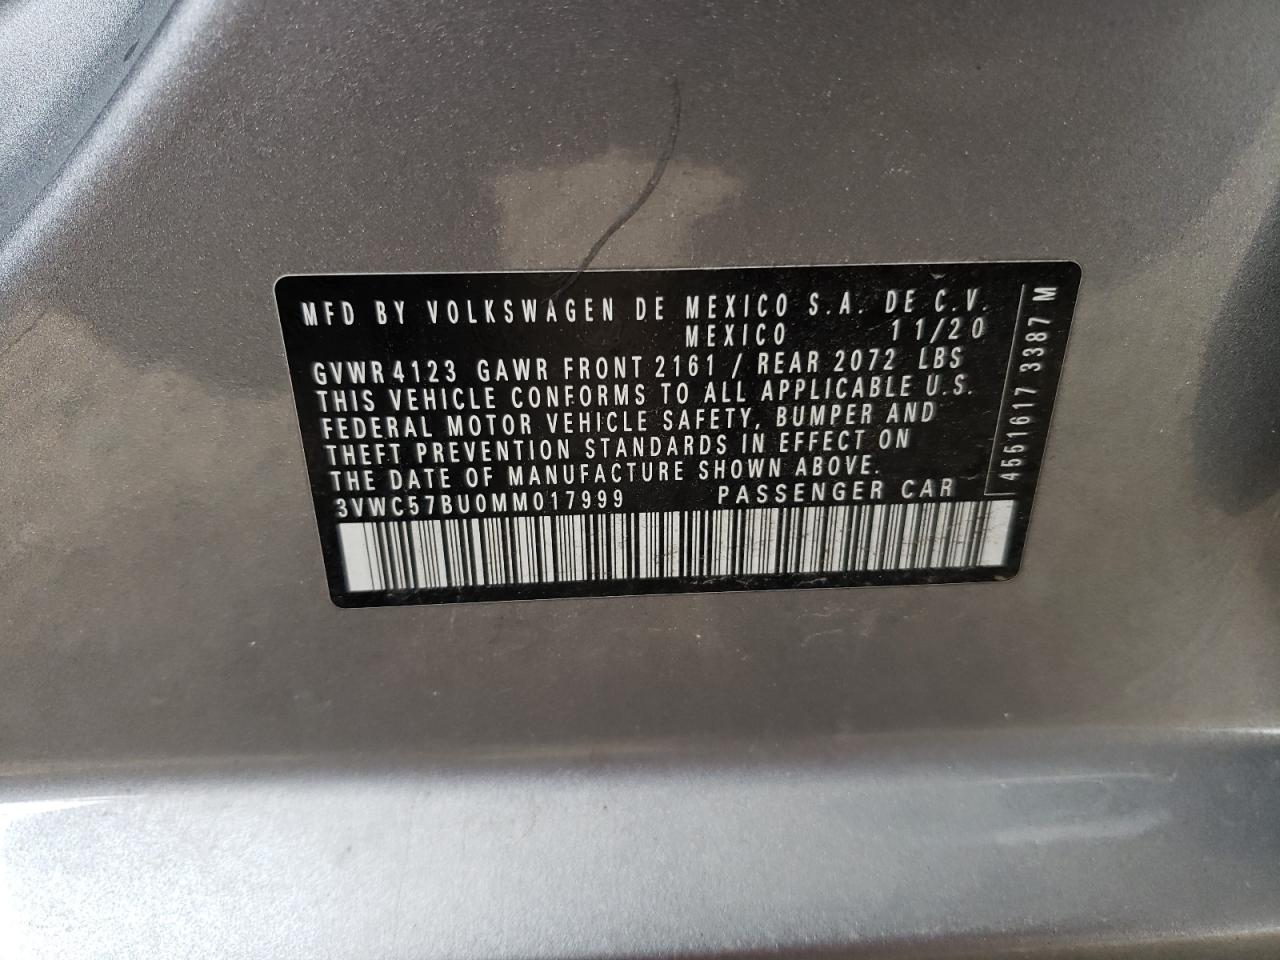 MFD BY VOLKSWAGEN DE MEXICO S.A. DE C.V.
MEXICO 11/20
GVWR 4123 GAWR FRONT 2161 / REAR 2072 LBS
THIS VEHICLE CONFORMS TO ALL APPLICABLE U.S.
FEDERAL MOTOR VEHICLE SAFETY, BUMPER AND
THEFT PREVENTION STANDARDS IN EFFECT ON
THE DATE OF MANUFACTURE SHOWN ABOVE.
3VWC57BU0MM017999 PASSENGER CAR
4561617 3387 M